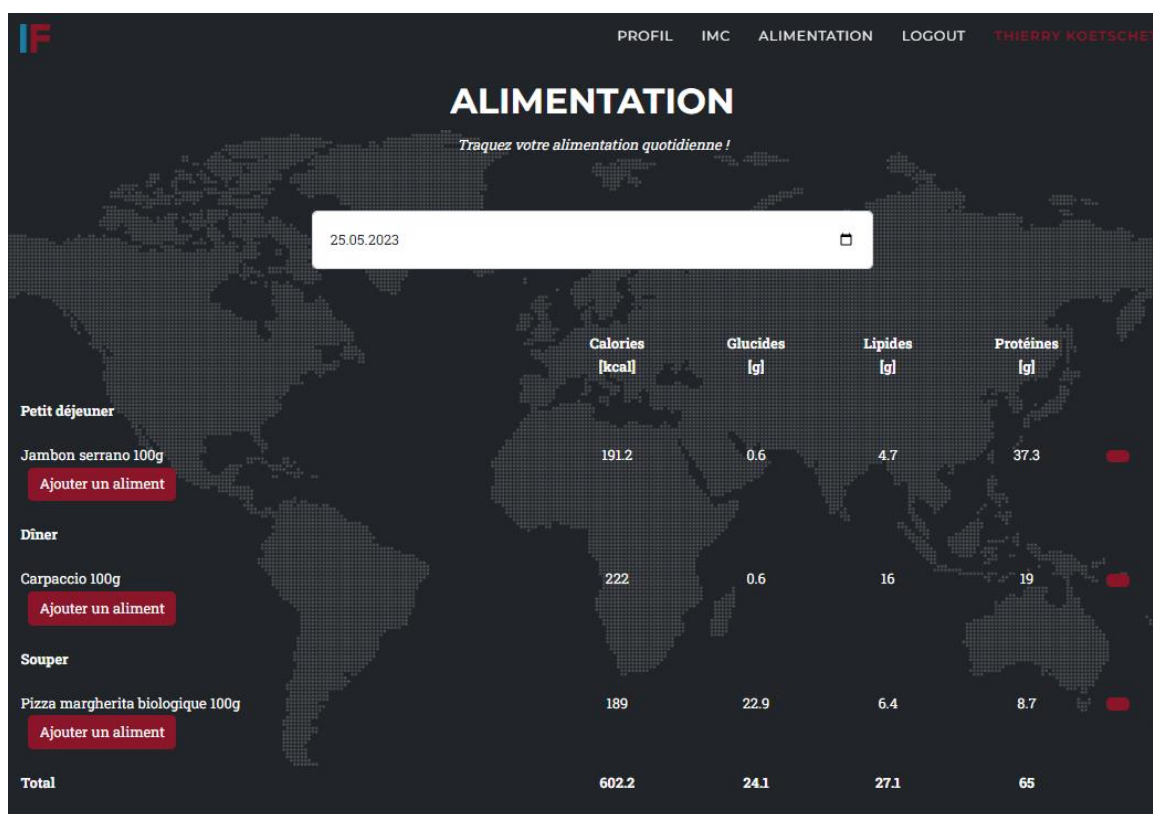 IF
PROFIL IMC ALIMENTATION LOGOUT THIERRY KOETSCHET
ALIMENTATION
Traquez votre alimentation quotidienne !
25.05.2023
Calories Glucides Lipides Protéines
[kcal] [g] [g] [g]
Petit déjeuner
Jambon serrano 100g 191.2 0.6 4.7 37.3
Ajouter un aliment
Dîner
Carpaccio 100g 222 0.6 16 19
Ajouter un aliment
Souper
Pizza margherita biologique 100g 189 22.9 6.4 8.7
Ajouter un aliment
Total 602.2 24.1 27.1 65